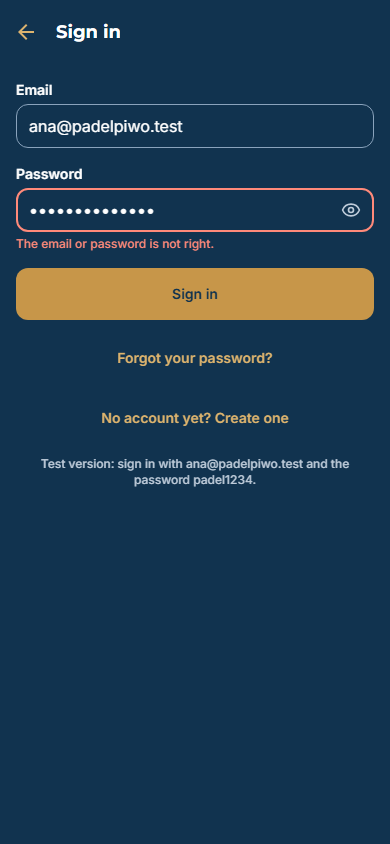 Sign in
Email
ana@padelpiwo.test
Password
••••••••••••••
The email or password is not right.
Sign in
Forgot your password?
No account yet? Create one
Test version: sign in with ana@padelpiwo.test and the
password padel1234.